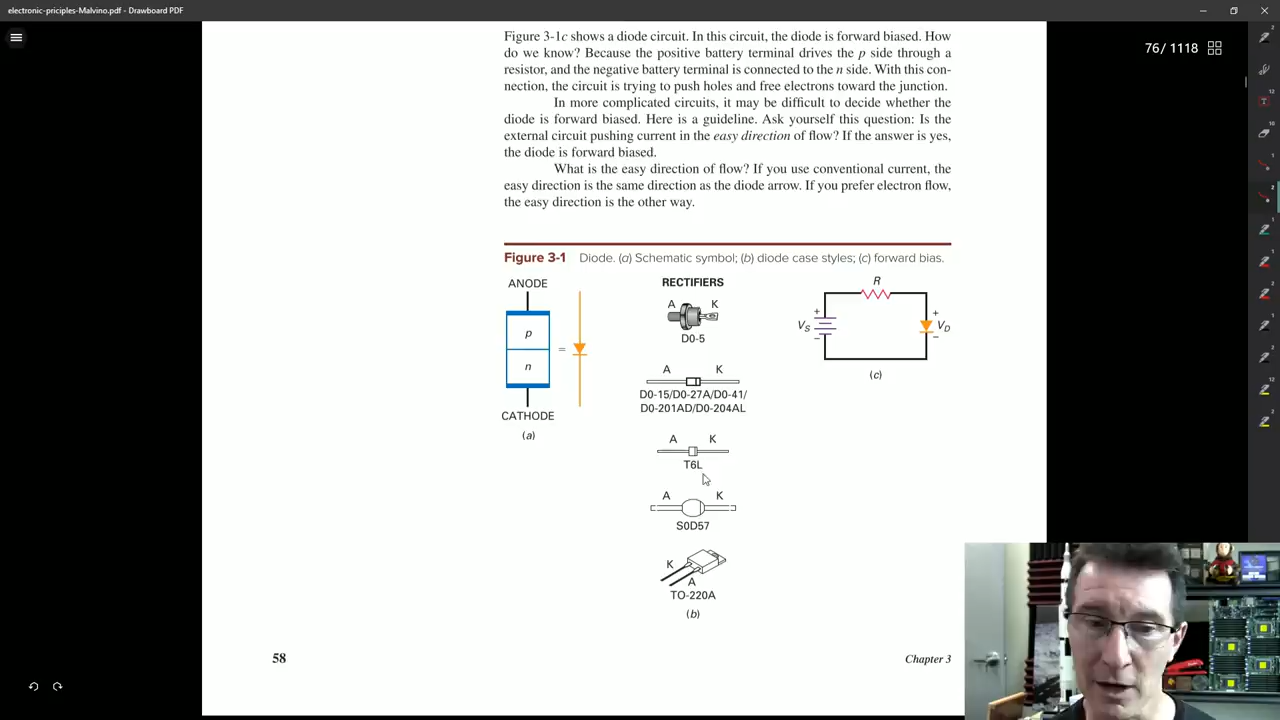 electronic-priciples-Malvino.pdf - Drawboard PDF
76 / 1118
Figure 3-1c shows a diode circuit. In this circuit, the diode is forward biased. How
do we know? Because the positive battery terminal drives the p side through a
resistor, and the negative battery terminal is connected to the n side. With this con-
nection, the circuit is trying to push holes and free electrons toward the junction.
In more complicated circuits, it may be difficult to decide whether the
diode is forward biased. Here is a guideline. Ask yourself this question: Is the
external circuit pushing current in the easy direction of flow? If the answer is yes,
the diode is forward biased.
What is the easy direction of flow? If you use conventional current, the
easy direction is the same direction as the diode arrow. If you prefer electron flow,
the easy direction is the other way.
Figure 3-1 Diode. (a) Schematic symbol; (b) diode case styles; (c) forward bias.
ANODE
p
n
=
CATHODE
(a)
RECTIFIERS
A K
D0-5
A K
D0-15/D0-27A/D0-41/
D0-201AD/D0-204AL
A K
T6L
A K
S0D57
K
A
TO-220A
(b)
R
+
VS
–
+
VD
–
(c)
58
Chapter 3